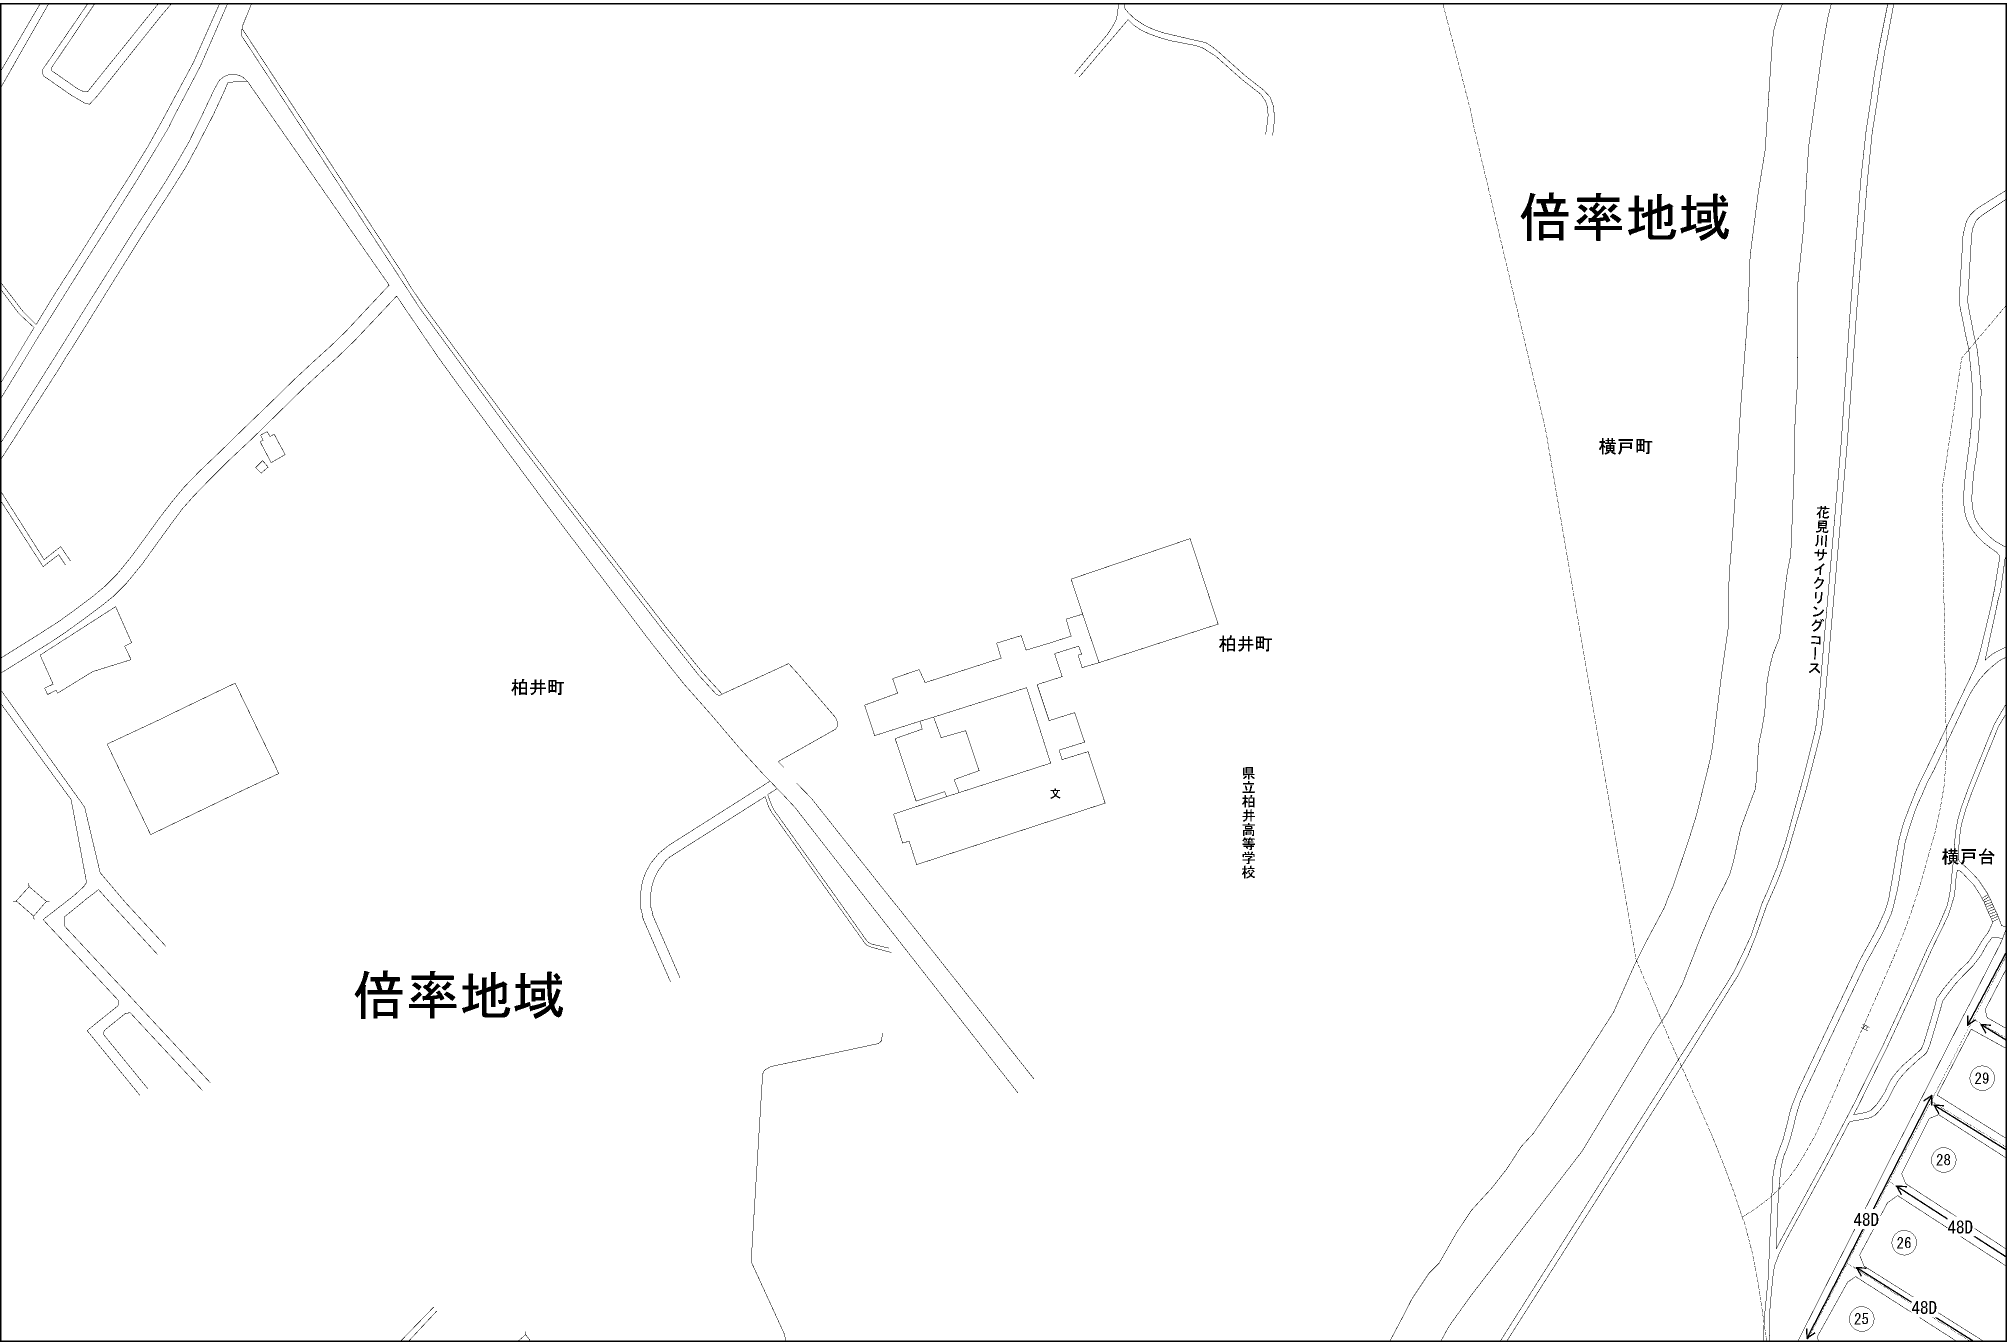 倍率地域
横戸町
花見川サイクリングコース
柏井町
柏井町
県立柏井高等学校
文
横戸台
倍率地域
29
28
48D
48D
26
48D
25